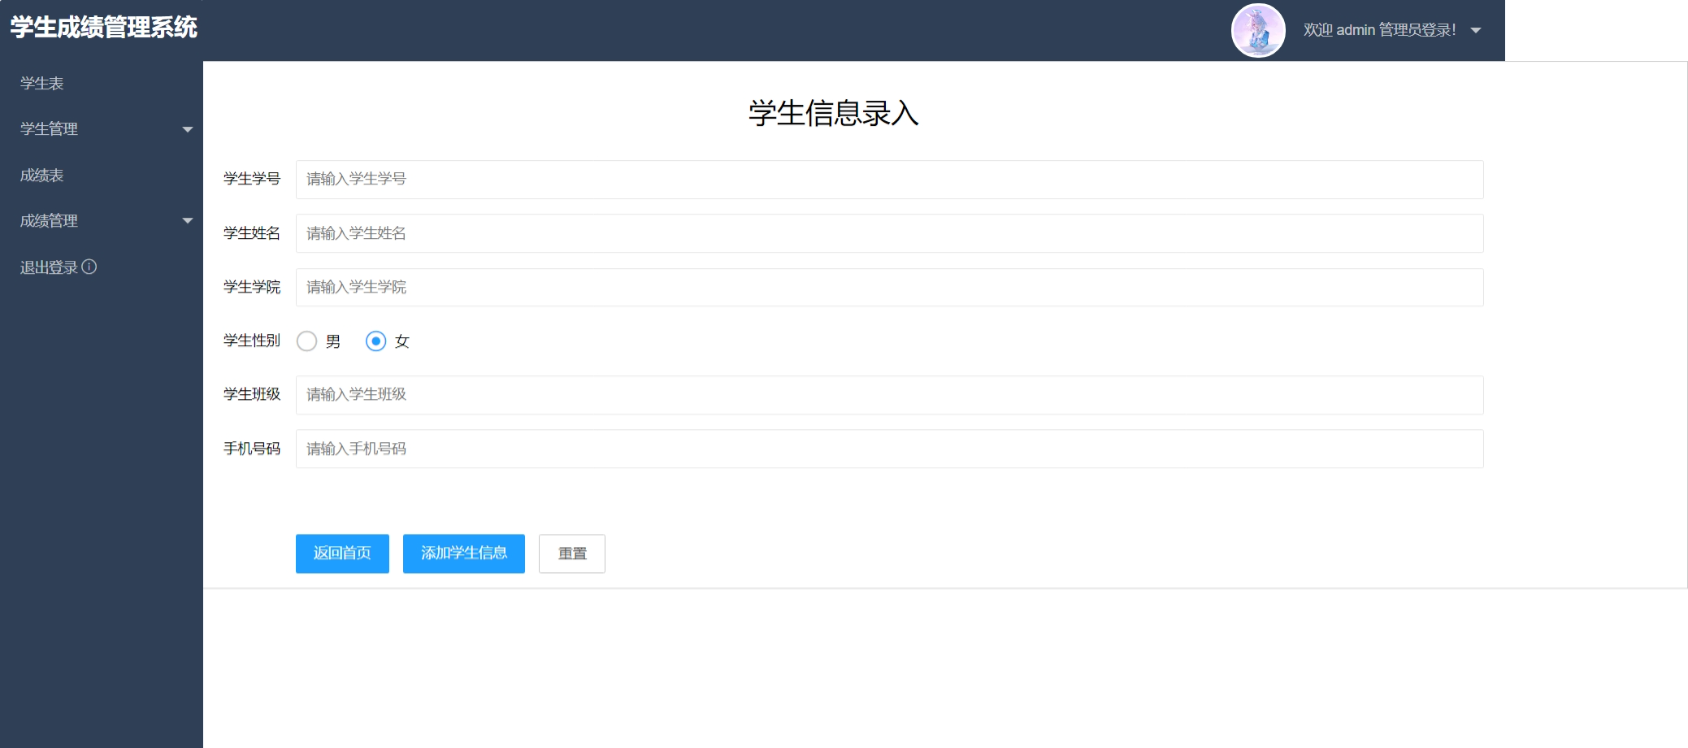 学生成绩管理系统
欢迎 admin 管理员登录!
学生表
学生管理
成绩表
成绩管理
退出登录
学生信息录入
学生学号 请输入学生学号
学生姓名 请输入学生姓名
学生学院 请输入学生学院
学生性别 男 女
学生班级 请输入学生班级
手机号码 请输入手机号码
返回首页 添加学生信息 重置